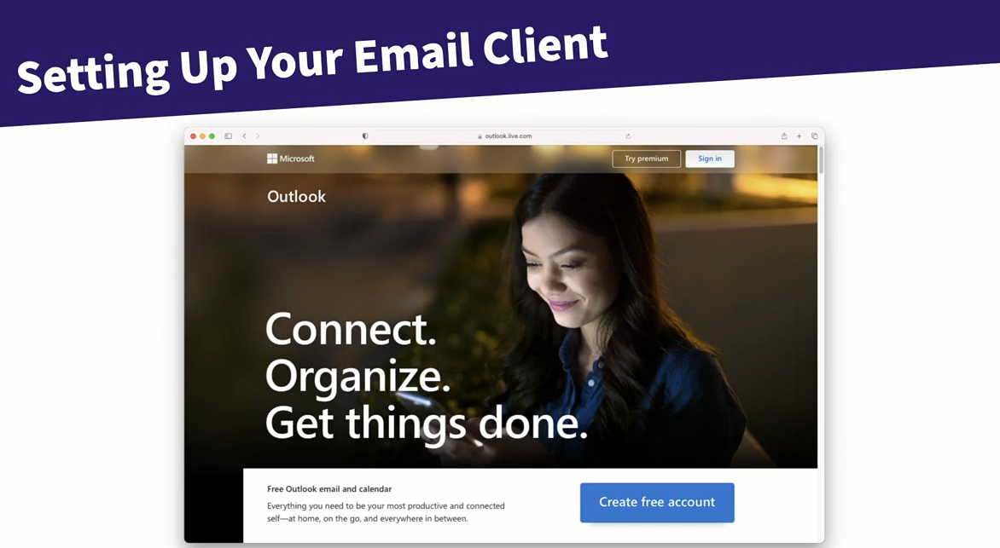 Setting Up Your Email Client
outlook.live.com
Microsoft
Try premium
Sign in
Outlook
Connect.
Organize.
Get things done.
Free Outlook email and calendar
Everything you need to be your most productive and connected
self—at home, on the go, and everywhere in between.
Create free account